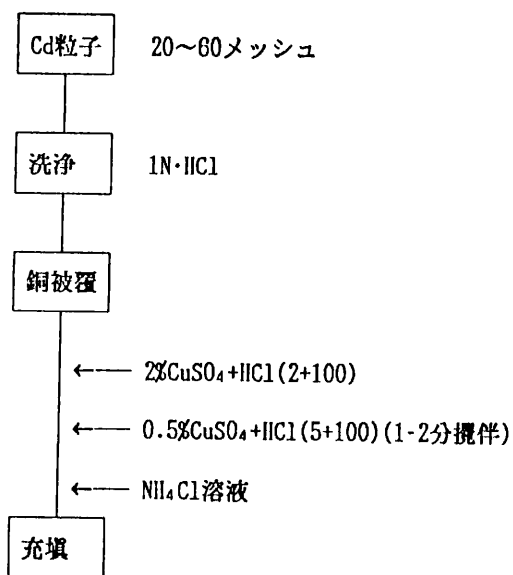 Cd粒子 20～60メッシュ
洗浄 1N･HCl
銅被覆
←── 2%CuSO₄+HCl(2+100)
←── 0.5%CuSO₄+HCl(5+100)(1-2分攪伴)
←── NH₄Cl溶液
充填